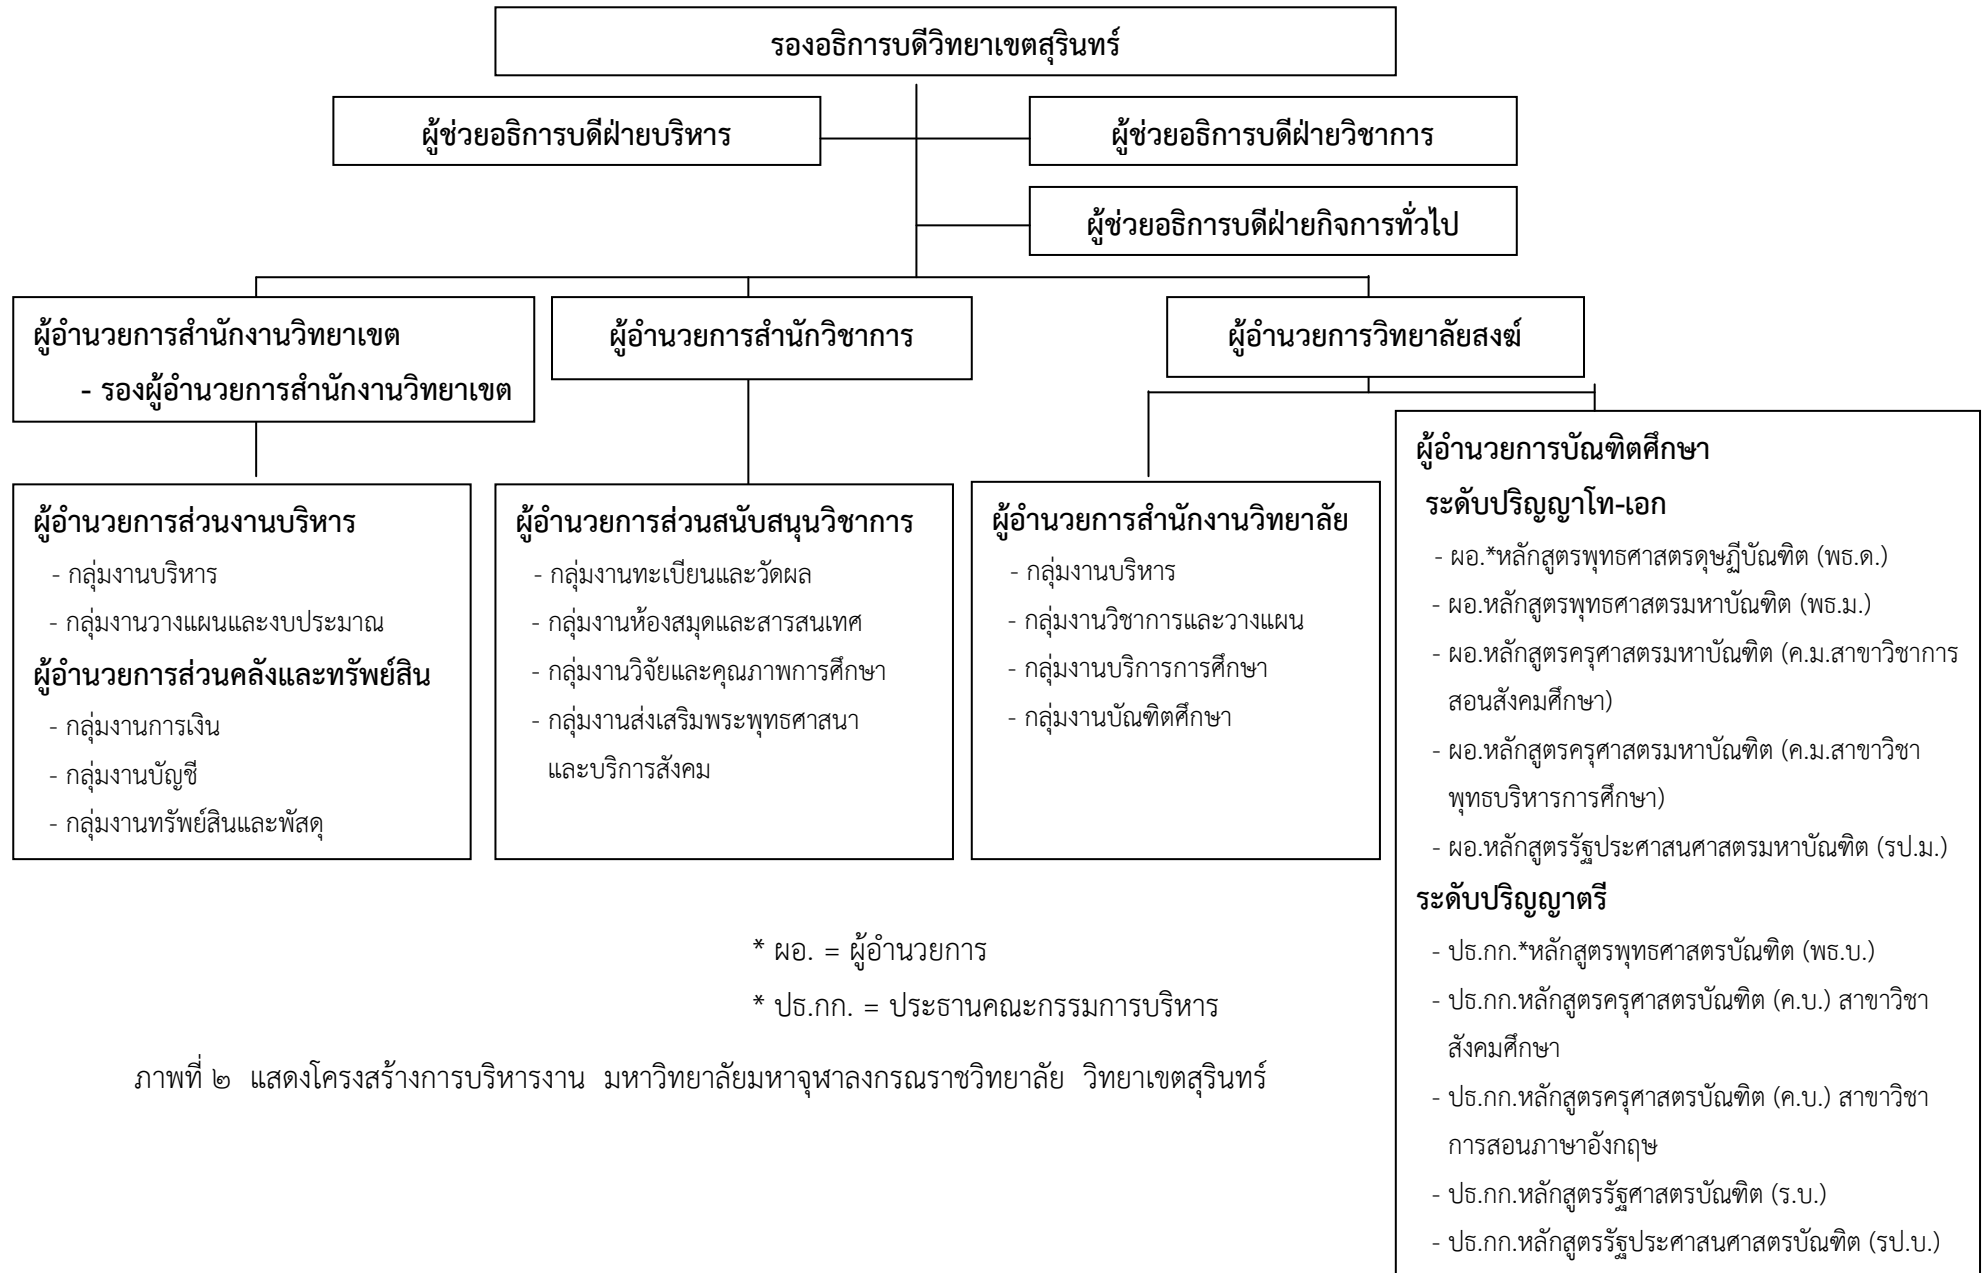 รองอธิการบดีวิทยาเขตสุรินทร์
ผู้ช่วยอธิการบดีฝ่ายบริหาร
ผู้ช่วยอธิการบดีฝ่ายวิชาการ
ผู้ช่วยอธิการบดีฝ่ายกิจการทั่วไป
ผู้อำนวยการสำนักงานวิทยาเขต
- รองผู้อำนวยการสำนักงานวิทยาเขต
ผู้อำนวยการสำนักวิชาการ
ผู้อำนวยการวิทยาลัยสงฆ์
ผู้อำนวยการส่วนงานบริหาร
- กลุ่มงานบริหาร
- กลุ่มงานวางแผนและงบประมาณ
ผู้อำนวยการส่วนคลังและทรัพย์สิน
- กลุ่มงานการเงิน
- กลุ่มงานบัญชี
- กลุ่มงานทรัพย์สินและพัสดุ
ผู้อำนวยการส่วนสนับสนุนวิชาการ
- กลุ่มงานทะเบียนและวัดผล
- กลุ่มงานห้องสมุดและสารสนเทศ
- กลุ่มงานวิจัยและคุณภาพการศึกษา
- กลุ่มงานส่งเสริมพระพุทธศาสนา
และบริการสังคม
ผู้อำนวยการสำนักงานวิทยาลัย
- กลุ่มงานบริหาร
- กลุ่มงานวิชาการและวางแผน
- กลุ่มงานบริการการศึกษา
- กลุ่มงานบัณฑิตศึกษา
ผู้อำนวยการบัณฑิตศึกษา
ระดับปริญญาโท-เอก
- ผอ.*หลักสูตรพุทธศาสตรดุษฎีบัณฑิต (พธ.ด.)
- ผอ.หลักสูตรพุทธศาสตรมหาบัณฑิต (พธ.ม.)
- ผอ.หลักสูตรครุศาสตรมหาบัณฑิต (ค.ม.สาขาวิชาการ
สอนสังคมศึกษา)
- ผอ.หลักสูตรครุศาสตรมหาบัณฑิต (ค.ม.สาขาวิชา
พุทธบริหารการศึกษา)
- ผอ.หลักสูตรรัฐประศาสนศาสตรมหาบัณฑิต (รป.ม.)
ระดับปริญญาตรี
- ปธ.กก.*หลักสูตรพุทธศาสตรบัณฑิต (พธ.บ.)
- ปธ.กก.หลักสูตรครุศาสตรบัณฑิต (ค.บ.) สาขาวิชา
สังคมศึกษา
- ปธ.กก.หลักสูตรครุศาสตรบัณฑิต (ค.บ.) สาขาวิชา
การสอนภาษาอังกฤษ
- ปธ.กก.หลักสูตรรัฐศาสตรบัณฑิต (ร.บ.)
- ปธ.กก.หลักสูตรรัฐประศาสนศาสตรบัณฑิต (รป.บ.)
* ผอ. = ผู้อำนวยการ
* ปธ.กก. = ประธานคณะกรรมการบริหาร
ภาพที่ ๒ แสดงโครงสร้างการบริหารงาน มหาวิทยาลัยมหาจุฬาลงกรณราชวิทยาลัย วิทยาเขตสุรินทร์